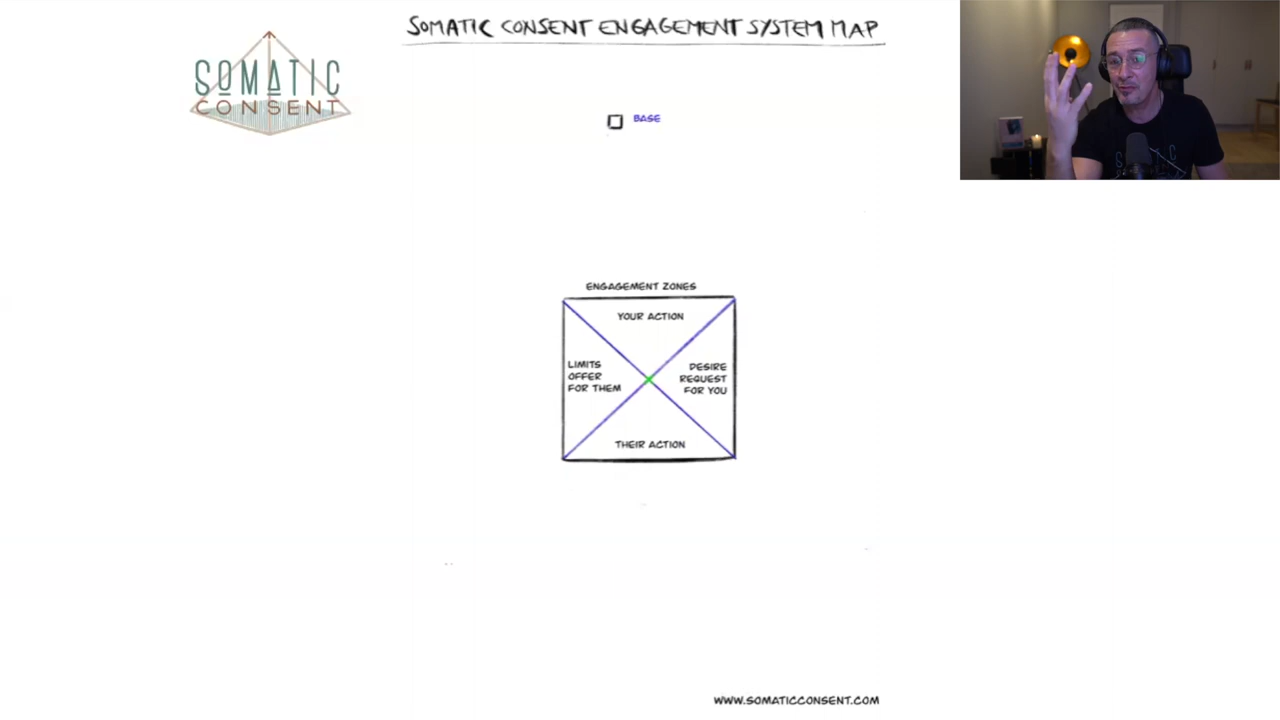 SOMATIC CONSENT ENGAGEMENT SYSTEM MAP
SOMATIC
CONSENT
BASE
ENGAGEMENT ZONES
YOUR ACTION
LIMITS
OFFER
FOR THEM
DESIRE
REQUEST
FOR YOU
THEIR ACTION
WWW.SOMATICCONSENT.COM